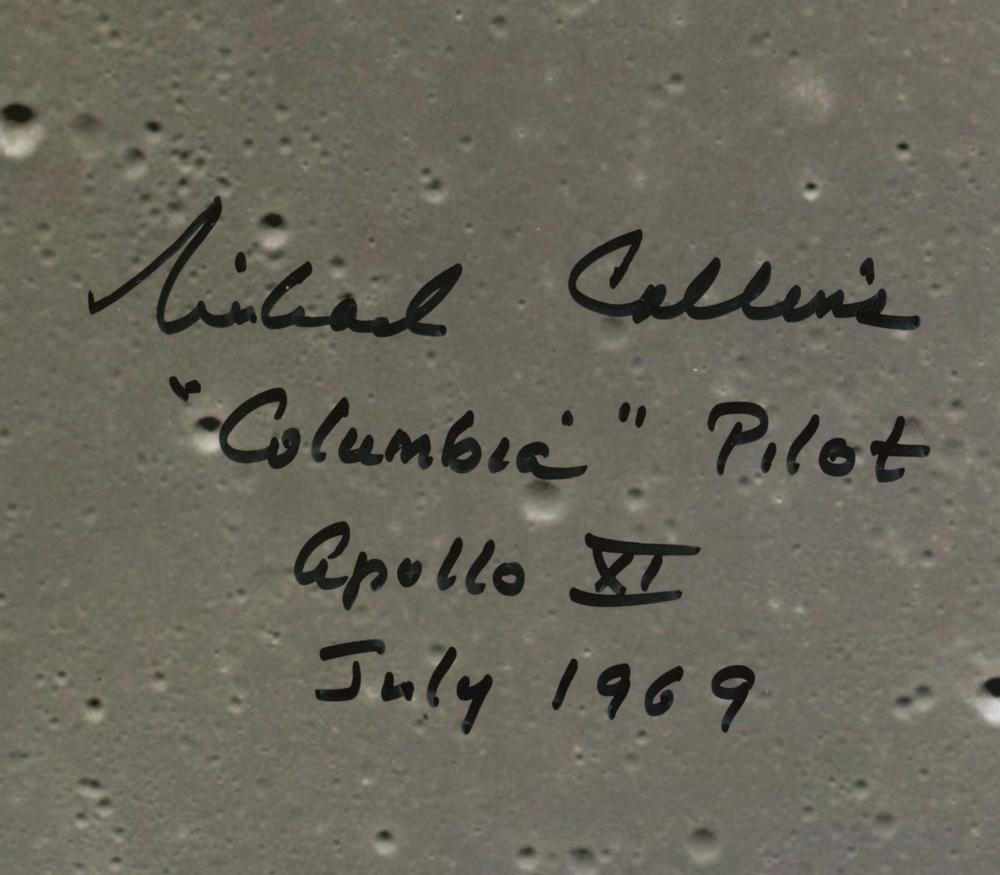 Michael Collins
"Columbia" Pilot
Apollo XI
July 1969